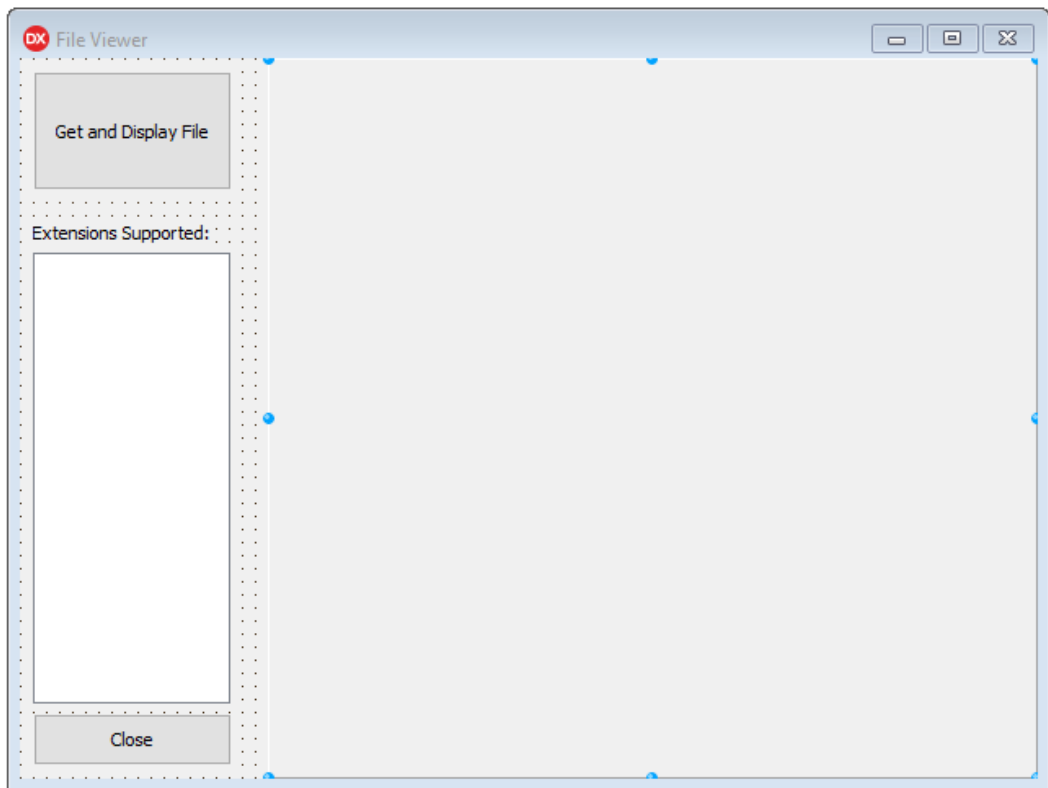 DX File Viewer
Get and Display File
Extensions Supported:
Close